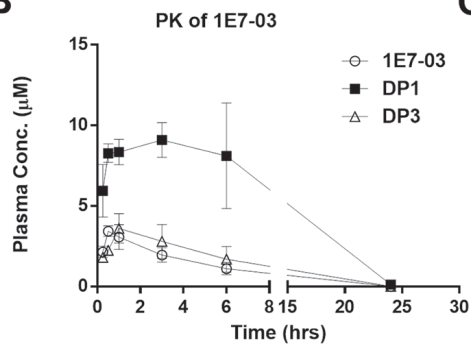 PK of 1E7-03
1E7-03
DP1
DP3
Plasma Conc. (μM)
15
10
5
0
0 2 4 6 8 15 20 25 30
Time (hrs)